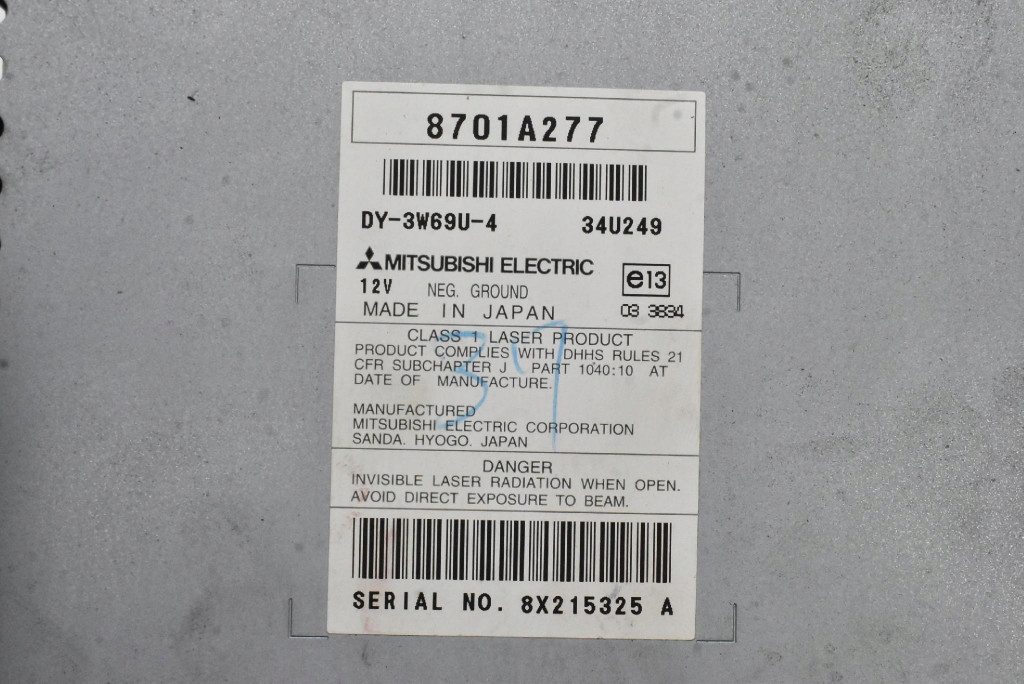 8701A277
DY-3W69U-4 34U249
MITSUBISHI ELECTRIC e13
12V NEG. GROUND
MADE IN JAPAN 03 3834
CLASS 1 LASER PRODUCT
PRODUCT COMPLIES WITH DHHS RULES 21
CFR SUBCHAPTER J PART 1040:10 AT
DATE OF MANUFACTURE.
37
MANUFACTURED
MITSUBISHI ELECTRIC CORPORATION
SANDA. HYOGO. JAPAN
DANGER
INVISIBLE LASER RADIATION WHEN OPEN.
AVOID DIRECT EXPOSURE TO BEAM.
SERIAL NO. 8X215325 A